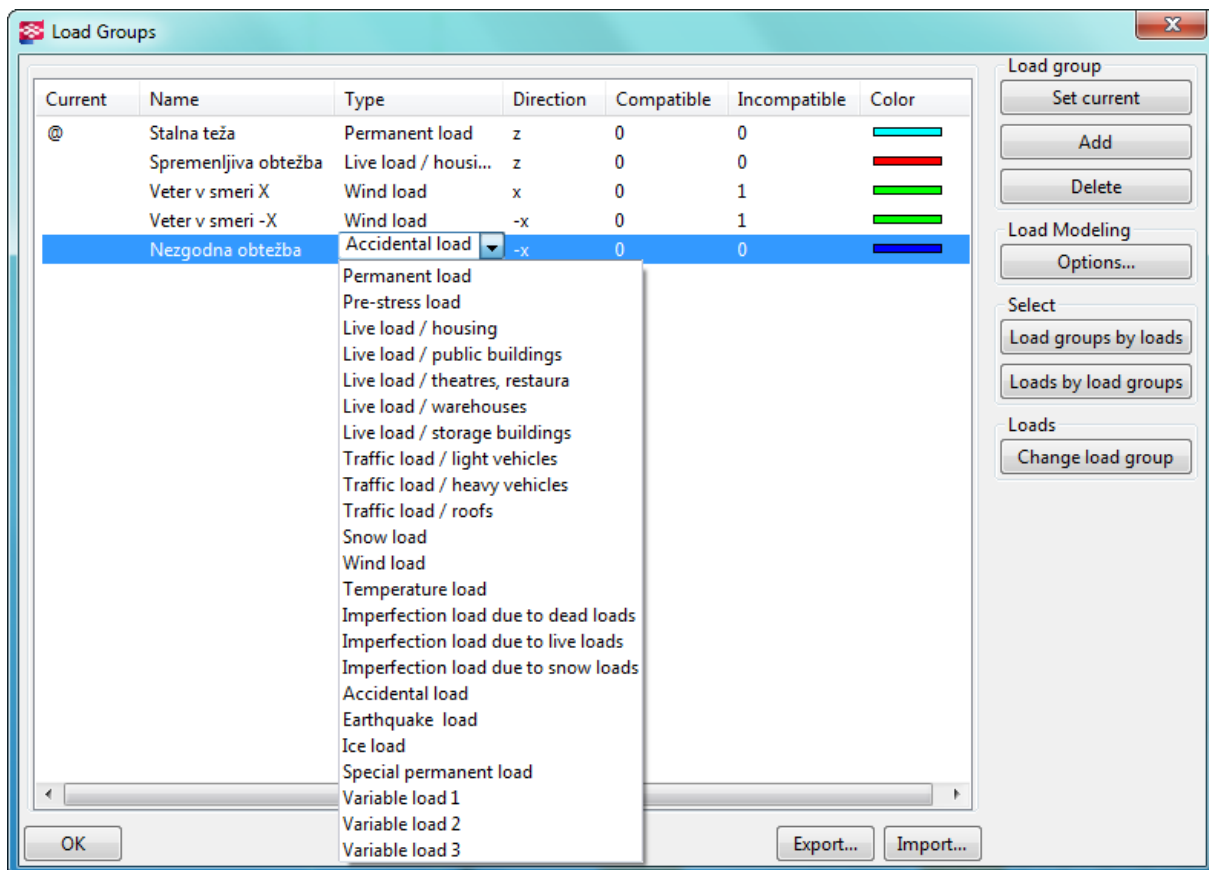 Load Groups
Current Name Type Direction Compatible Incompatible Color
@ Stalna teža Permanent load z 0 0
Spremenljiva obtežba Live load / housi... z 0 0
Veter v smeri X Wind load x 0 1
Veter v smeri -X Wind load -x 0 1
Nezgodna obtežba Accidental load -x 0 0
Permanent load
Pre-stress load
Live load / housing
Live load / public buildings
Live load / theatres, restaura
Live load / warehouses
Live load / storage buildings
Traffic load / light vehicles
Traffic load / heavy vehicles
Traffic load / roofs
Snow load
Wind load
Temperature load
Imperfection load due to dead loads
Imperfection load due to live loads
Imperfection load due to snow loads
Accidental load
Earthquake load
Ice load
Special permanent load
Variable load 1
Variable load 2
Variable load 3
Load group
Set current
Add
Delete
Load Modeling
Options...
Select
Load groups by loads
Loads by load groups
Loads
Change load group
OK
Export...
Import...